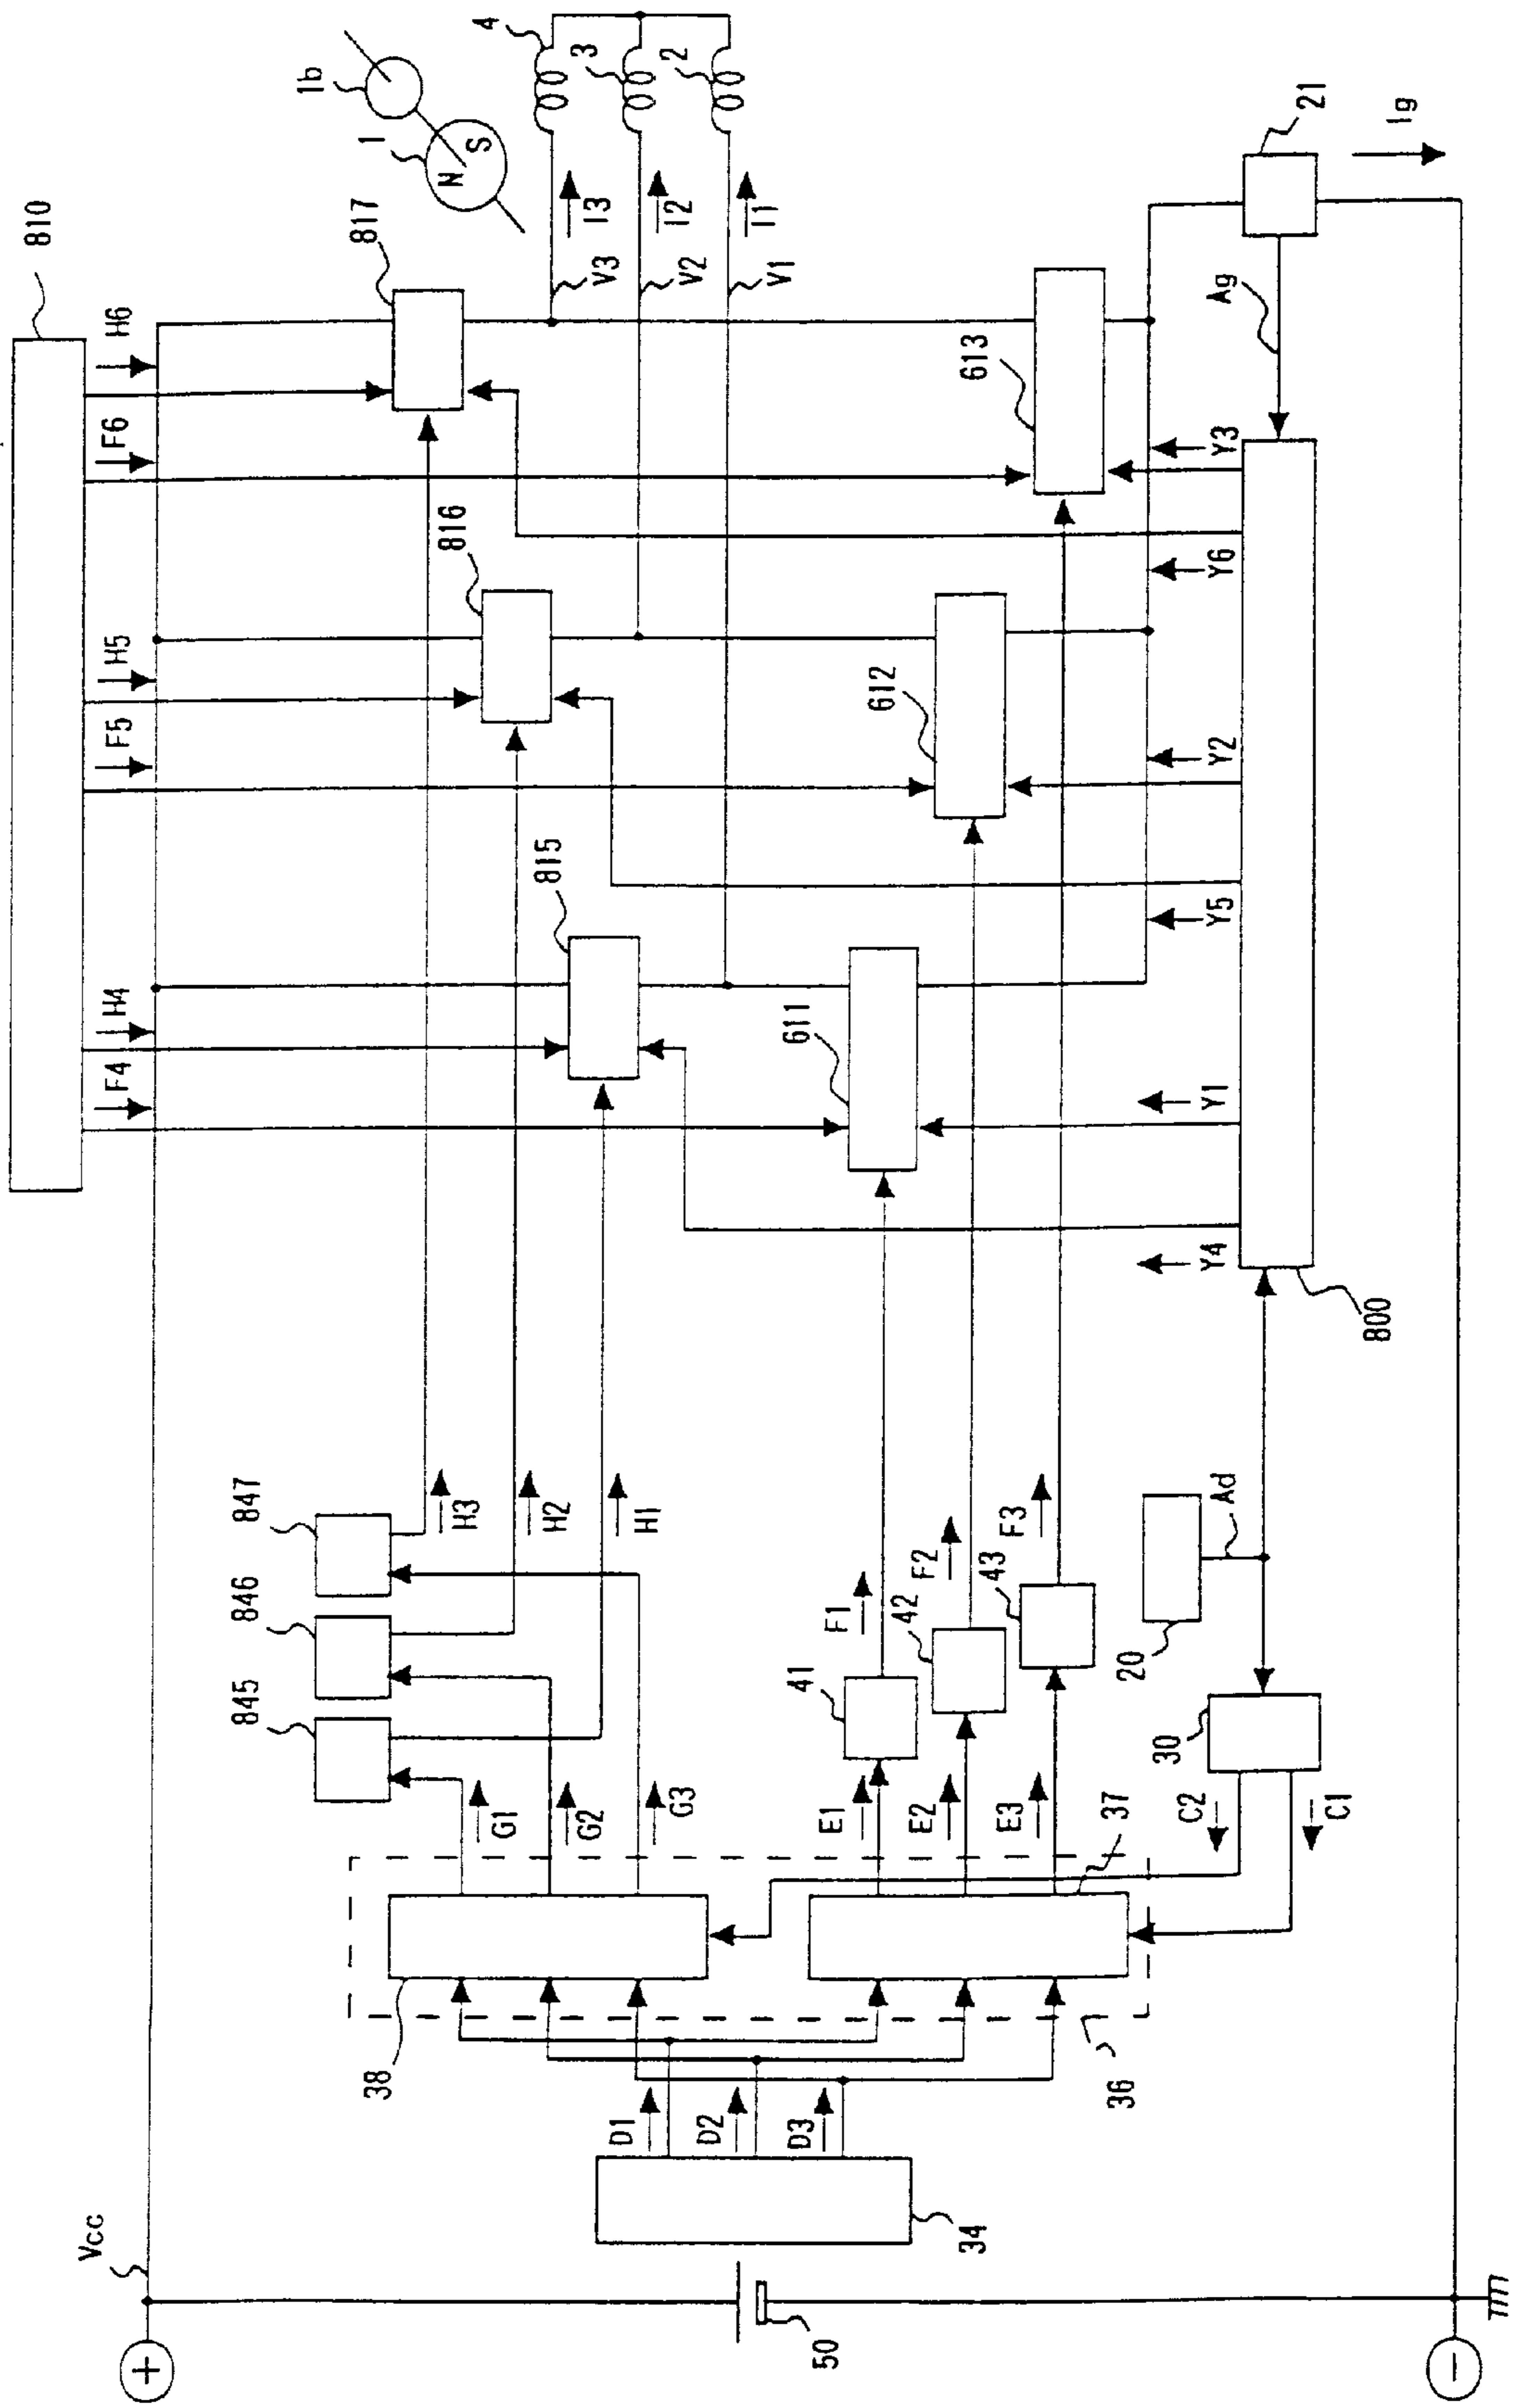 810
H6
F6
H5
F5
H4
F4
Vcc
817
816
815
847
846
845
H3
H2
H1
G1
G2
G3
38
D1
D2
D3
34
36
37
50
+
-
1b
1
N
S
4
3
2
I3
I2
I1
V3
V2
V1
613
612
611
F1
F2
F3
41
42
43
E1
E2
E3
21
Ig
Ag
Y3
Y6
Y2
Y5
Y1
Y4
800
Ad
20
30
C2
C1